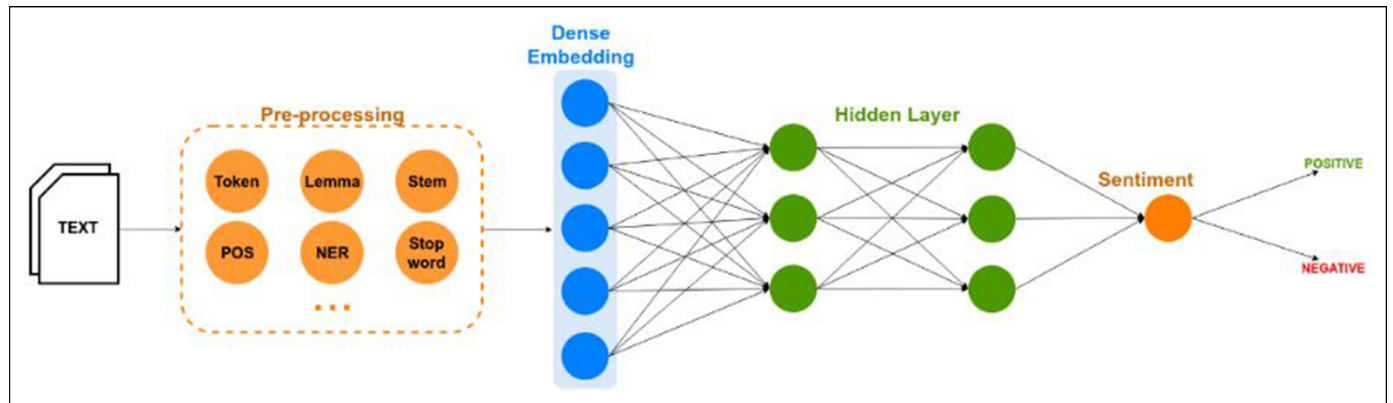 Dense
Embedding
Pre-processing
Hidden Layer
Token
Lemma
Stem
POSITIVE
Sentiment
TEXT
POS
NER
Stop
word
NEGATIVE
...